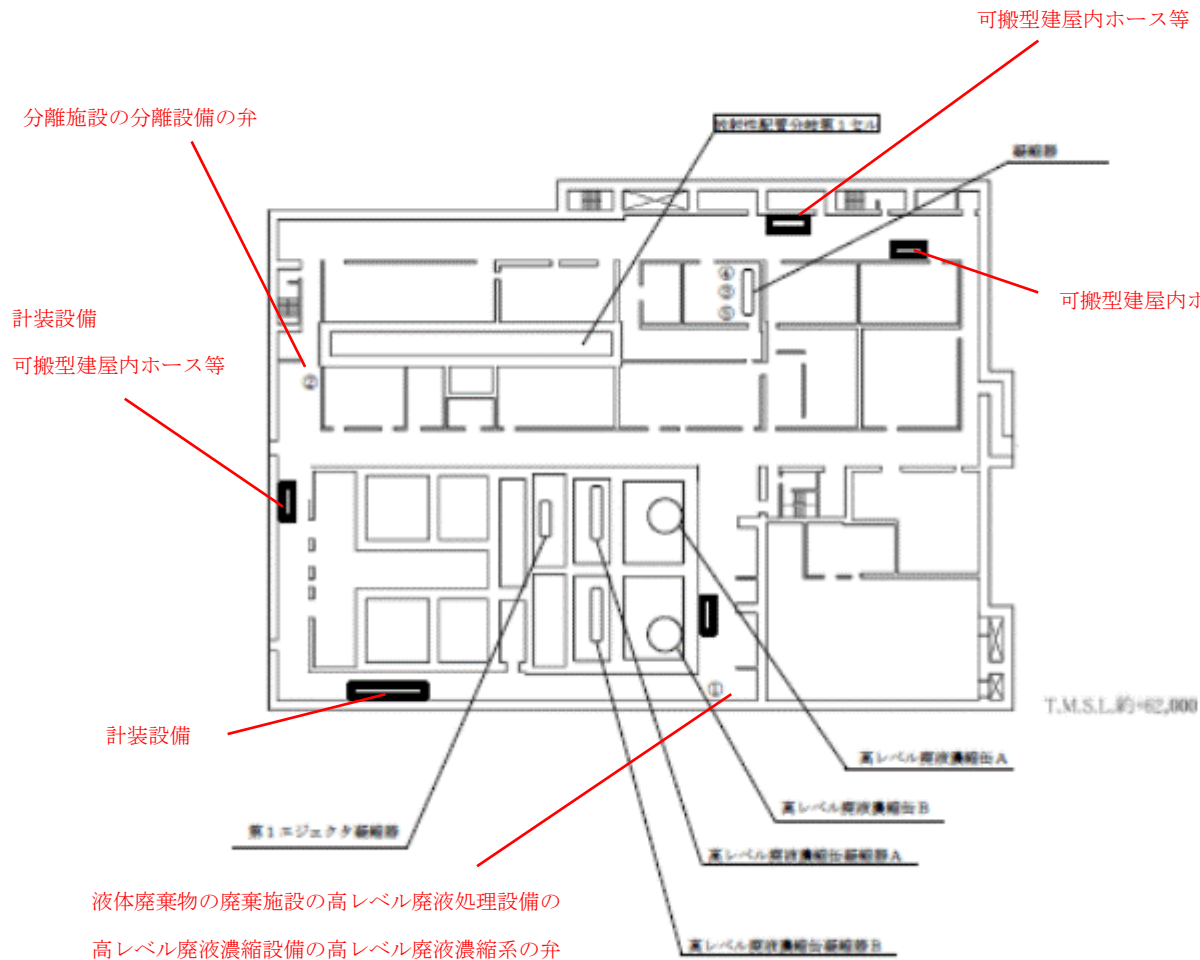 可搬型建屋内ホース等
分離施設の分離設備の弁
放射性配管分岐第1セル
凝縮器
④
③
⑤
可搬型建屋内ホ
計装設備
可搬型建屋内ホース等
②
①
T.M.S.L.約+62,000
計装設備
高レベル廃液濃縮缶A
高レベル廃液濃縮缶B
第1エジェクタ凝縮器
高レベル廃液濃縮缶凝縮器A
液体廃棄物の廃棄施設の高レベル廃液処理設備の
高レベル廃液濃縮設備の高レベル廃液濃縮系の弁
高レベル廃液濃縮缶凝縮器B